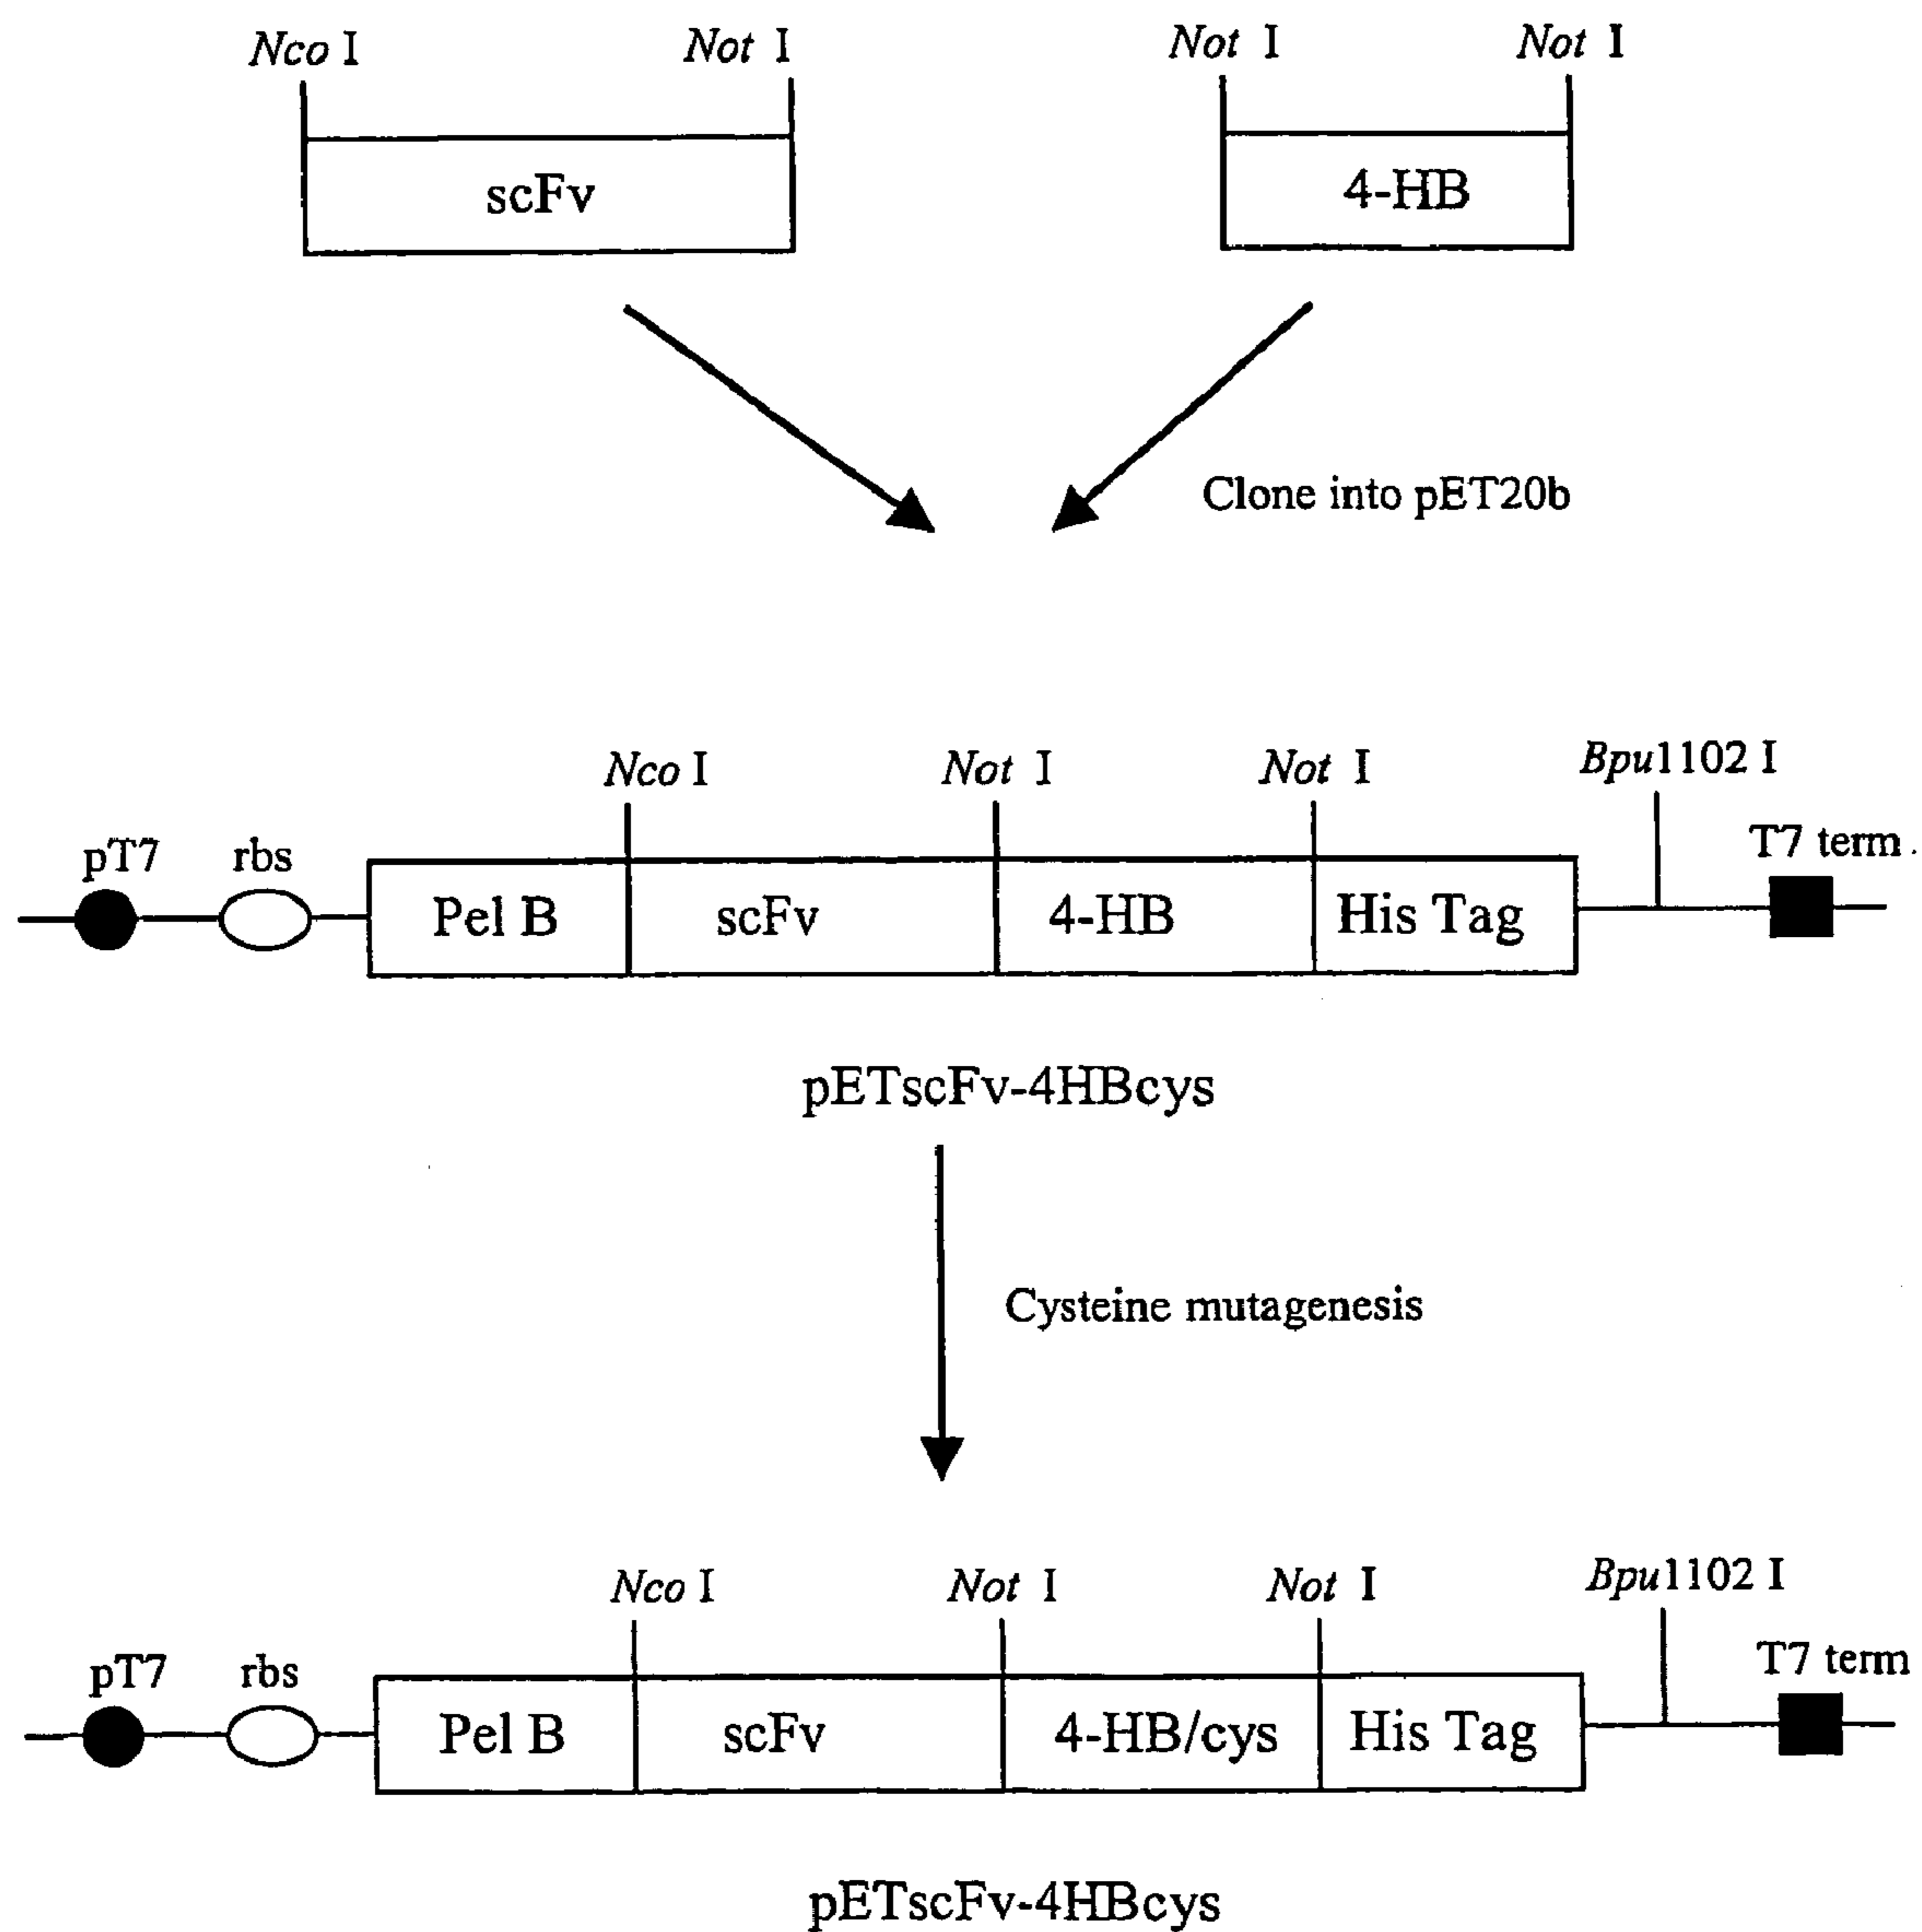 Nco I Not I Not I Not I
scFv 4-HB
Clone into pET20b
Nco I Not I Not I Bpu1102 I
pT7 rbs T7 term.
Pel B scFv 4-HB His Tag
pETscFv-4HBcys
Cysteine mutagenesis
Nco I Not I Not I Bpu1102 I
pT7 rbs T7 term
Pel B scFv 4-HB/cys His Tag
pETscFv-4HBcys